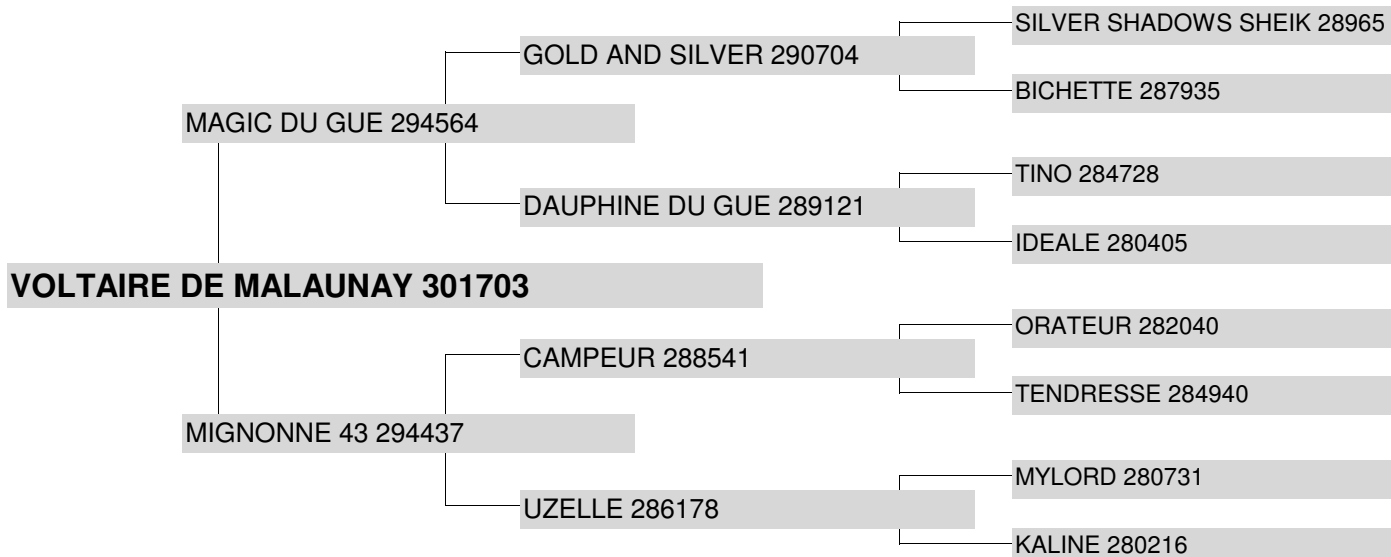 SILVER SHADOWS SHEIK 28965
GOLD AND SILVER 290704
BICHETTE 287935
MAGIC DU GUE 294564
TINO 284728
DAUPHINE DU GUE 289121
IDEALE 280405
VOLTAIRE DE MALAUNAY 301703
ORATEUR 282040
CAMPEUR 288541
TENDRESSE 284940
MIGNONNE 43 294437
MYLORD 280731
UZELLE 286178
KALINE 280216